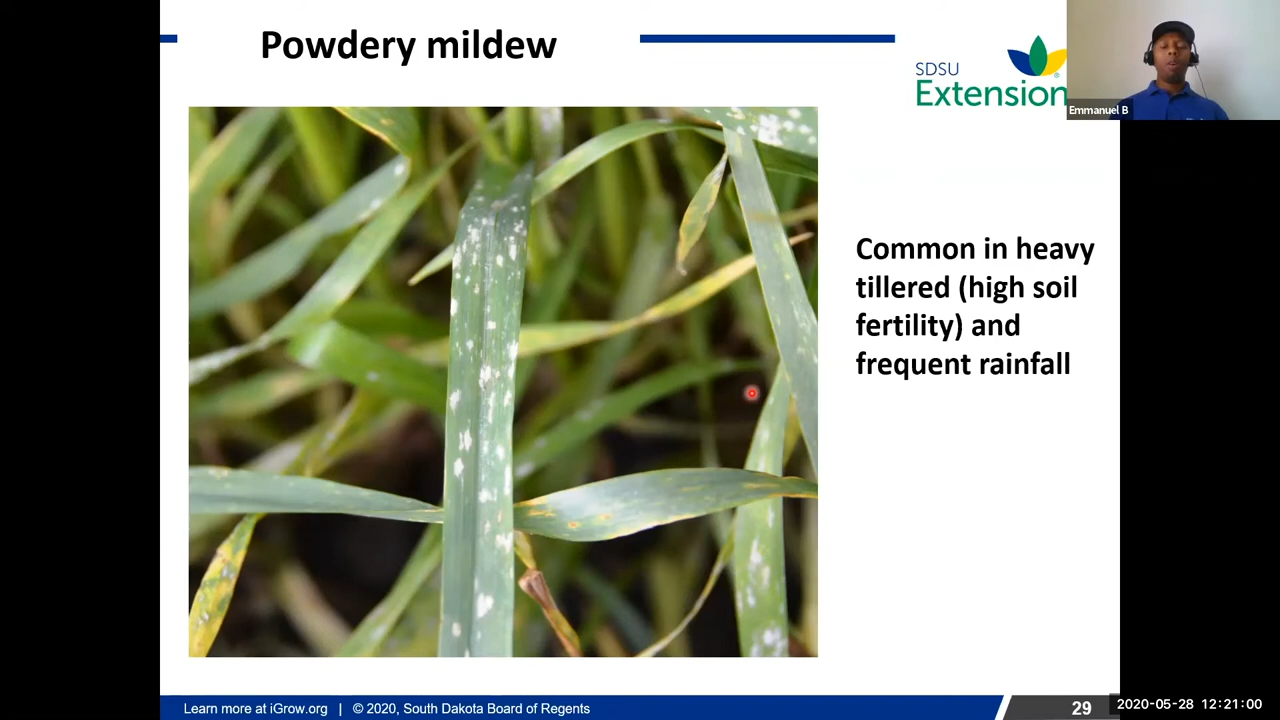 Powdery mildew
SDSU
Extension
Emmanuel B
Common in heavy
tillered (high soil
fertility) and
frequent rainfall
Learn more at iGrow.org | © 2020, South Dakota Board of Regents
29
2020-05-28 12:21:00